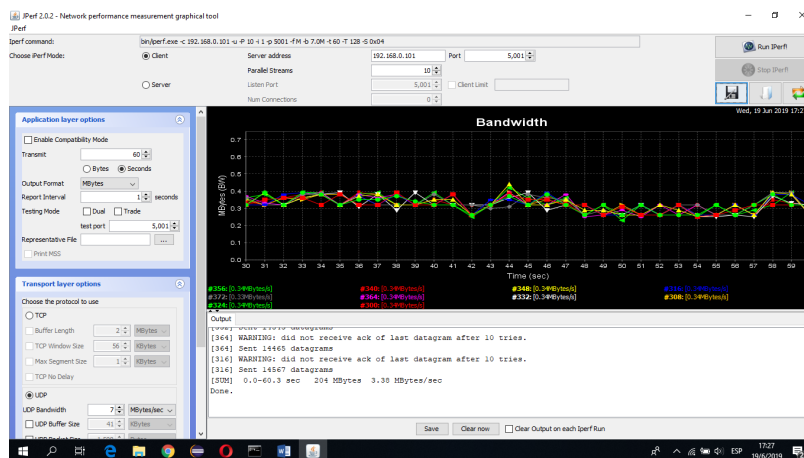 JPerf 2.0.2 - Network performance measurement graphical tool
JPerf
Iperf command:
bin/iperf.exe -c 192.168.0.101 -u -P 10 -i 1 -p 5001 -f M -b 7.0M -t 60 -T 128 -S 0x04
Choose iPerf Mode:
Client
Server address
192.168.0.101
Port
5,001
Parallel Streams
10
Server
Listen Port
5,001
Client Limit
Num Connections
0
Run IPerf!
Stop IPerf!
Application layer options
Enable Compatibility Mode
Transmit
60
Bytes
Seconds
Output Format
MBytes
Report Interval
1
seconds
Testing Mode
Dual
Trade
test port
5,001
Representative File
...
Print MSS
Transport layer options
Choose the protocol to use
TCP
Buffer Length
2
MBytes
TCP Window Size
56
KBytes
Max Segment Size
1
KBytes
TCP No Delay
UDP
UDP Bandwidth
7
MBytes/sec
UDP Buffer Size
41
KBytes
Wed, 19 Jun 2019 17:2
Bandwidth
MBytes (BW)
0.7
0.6
0.5
0.4
0.3
0.2
0.1
0.0
30 31 32 33 34 35 36 37 38 39 40 41 42 43 44 45 46 47 48 49 50 51 52 53 54 55 56 57 58 59
Time (sec)
#356: [0.34MBytes/s]
#340: [0.34MBytes/s]
#348: [0.34MBytes/s]
#316: [0.34MBytes/s]
#372: [0.33MBytes/s]
#364: [0.34MBytes/s]
#332: [0.34MBytes/s]
#308: [0.34MBytes/s]
#324: [0.34MBytes/s]
Output
[364] WARNING: did not receive ack of last datagram after 10 tries.
[364] Sent 14465 datagrams
[316] WARNING: did not receive ack of last datagram after 10 tries.
[316] Sent 14567 datagrams
[SUM] 0.0-60.3 sec 204 MBytes 3.38 MBytes/sec
Done.
Save
Clear now
Clear Output on each Iperf Run
ESP
17:27
19/6/2019